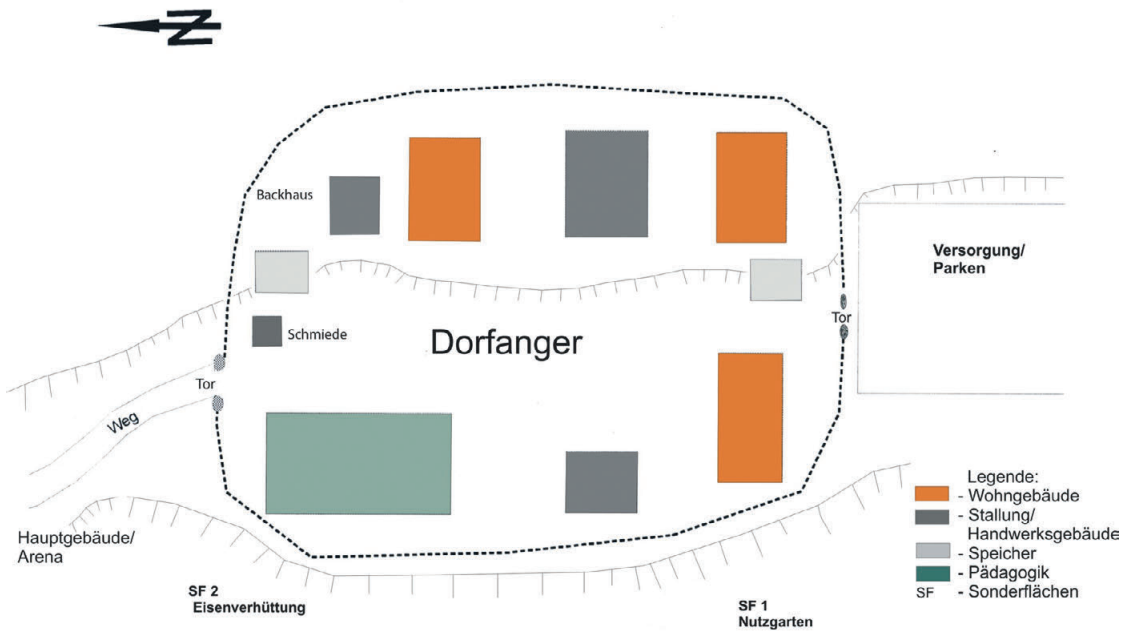 N
Backhaus
Versorgung/
Parken
Schmiede
Dorfanger
Tor
Tor
Weg
Hauptgebäude/
Arena
SF 2
Eisenverhüttung
SF 1
Nutzgarten
Legende:
- Wohngebäude
- Stallung/
Handwerksgebäude
- Speicher
- Pädagogik
SF - Sonderflächen